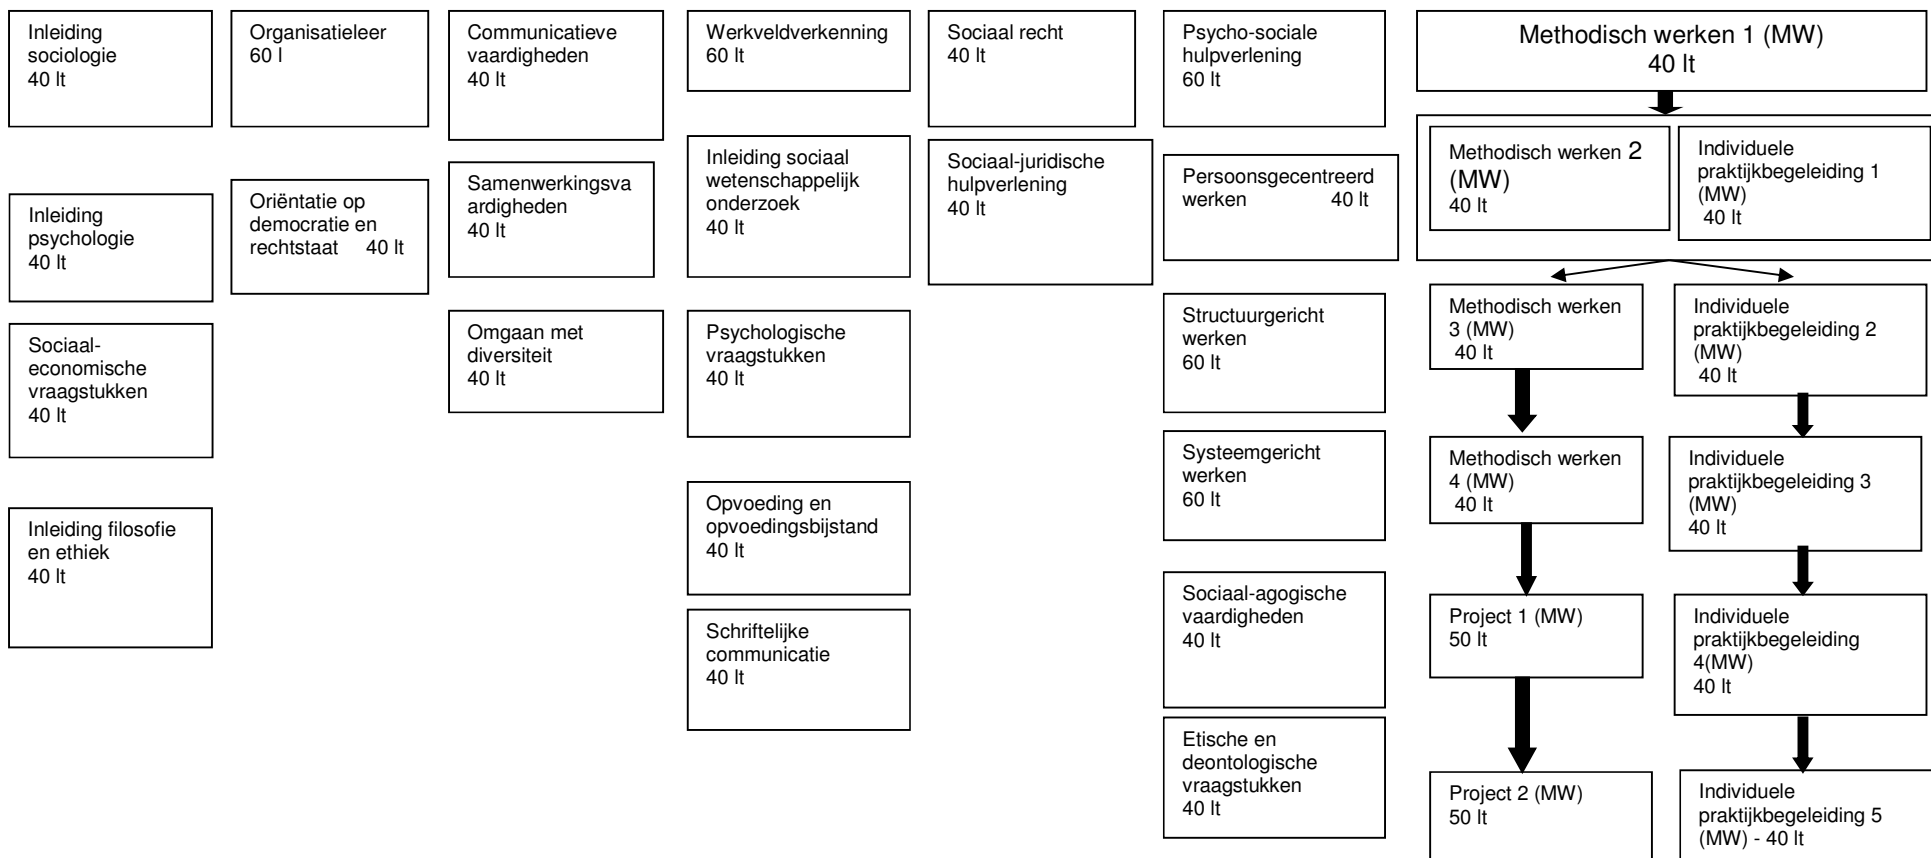 Inleiding
sociologie
40 lt
Inleiding
psychologie
40 lt
Sociaal-
economische
vraagstukken
40 lt
Inleiding filosofie
en ethiek
40 lt
Organisatieleer
60 l
Oriëntatie op
democratie en
rechtstaat 40 lt
Communicatieve
vaardigheden
40 lt
Samenwerkingsva
ardigheden
40 lt
Omgaan met
diversiteit
40 lt
Werkveldverkenning
60 lt
Inleiding sociaal
wetenschappelijk
onderzoek
40 lt
Psychologische
vraagstukken
40 lt
Opvoeding en
opvoedingsbijstand
40 lt
Schriftelijke
communicatie
40 lt
Sociaal recht
40 lt
Sociaal-juridische
hulpverlening
40 lt
Psycho-sociale
hulpverlening
60 lt
Persoonsgecentreerd
werken 40 lt
Structuurgericht
werken
60 lt
Systeemgericht
werken
60 lt
Sociaal-agogische
vaardigheden
40 lt
Etische en
deontologische
vraagstukken
40 lt
Methodisch werken 1 (MW)
40 lt
Methodisch werken 2
(MW)
40 lt
Individuele
praktijkbegeleiding 1
(MW)
40 lt
Methodisch werken
3 (MW)
40 lt
Individuele
praktijkbegeleiding 2
(MW)
40 lt
Methodisch werken
4 (MW)
40 lt
Individuele
praktijkbegeleiding 3
(MW)
40 lt
Project 1 (MW)
50 lt
Individuele
praktijkbegeleiding
4(MW)
40 lt
Project 2 (MW)
50 lt
Individuele
praktijkbegeleiding 5
(MW) - 40 lt